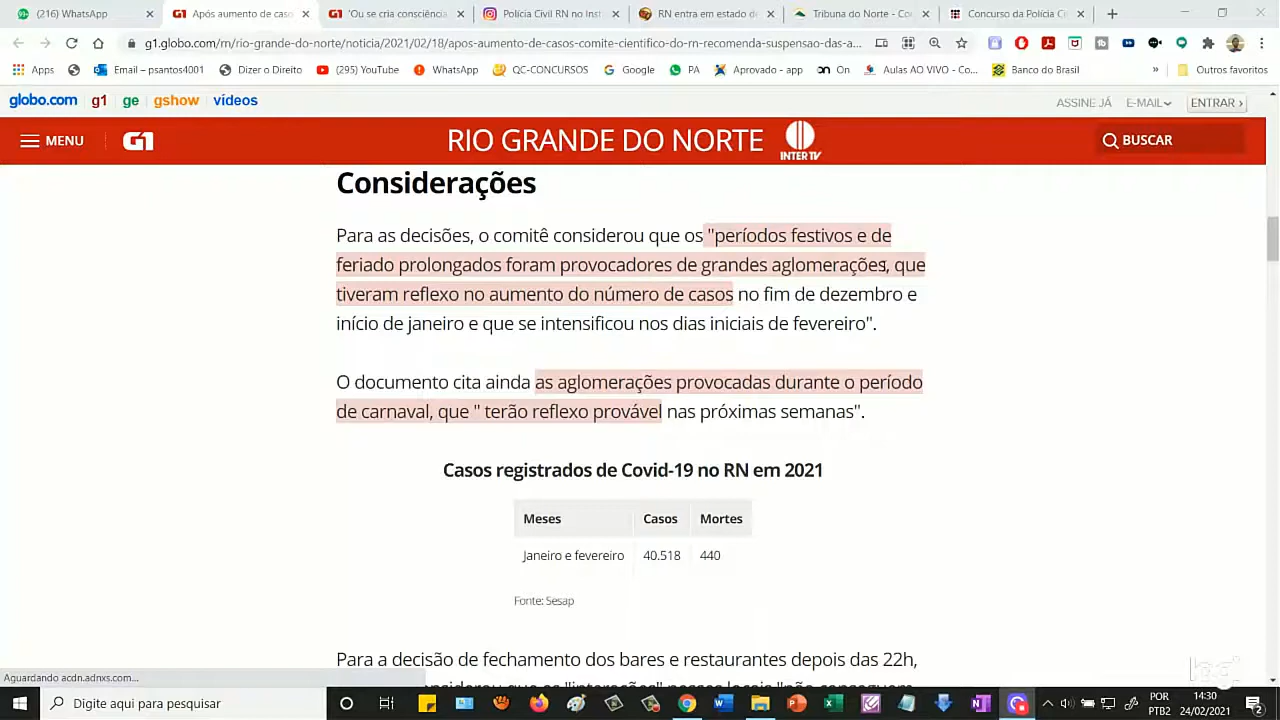 (216) WhatsApp
Após aumento de caso
'Ou se cria consciênci
Polícia Civil RN no Inst
RN entra em estado de
Tribuna do Norte - Co
Concurso da Polícia Ci
g1.globo.com/rn/rio-grande-do-norte/noticia/2021/02/18/apos-aumento-de-casos-comite-cientifico-do-rn-recomenda-suspensao-das-a...
Apps
Email – psantos4001
Dizer o Direito
(295) YouTube
WhatsApp
QC-CONCURSOS
Google
PA
Aprovado - app
On
Aulas AO VIVO - Co...
Banco do Brasil
»
Outros favoritos
globo.com g1 ge gshow vídeos
ASSINE JÁ E-MAIL ENTRAR ›
MENU
G1
RIO GRANDE DO NORTE
INTER TV
BUSCAR
Considerações
Para as decisões, o comitê considerou que os "períodos festivos e de
feriado prolongados foram provocadores de grandes aglomerações, que
tiveram reflexo no aumento do número de casos no fim de dezembro e
início de janeiro e que se intensificou nos dias iniciais de fevereiro".
O documento cita ainda as aglomerações provocadas durante o período
de carnaval, que " terão reflexo provável nas próximas semanas".
Casos registrados de Covid-19 no RN em 2021
Meses Casos Mortes
Janeiro e fevereiro 40.518 440
Fonte: Sesap
Para a decisão de fechamento dos bares e restaurantes depois das 22h,
Aguardando acdn.adnxs.com...
Digite aqui para pesquisar
POR
PTB2
14:30
24/02/2021
2